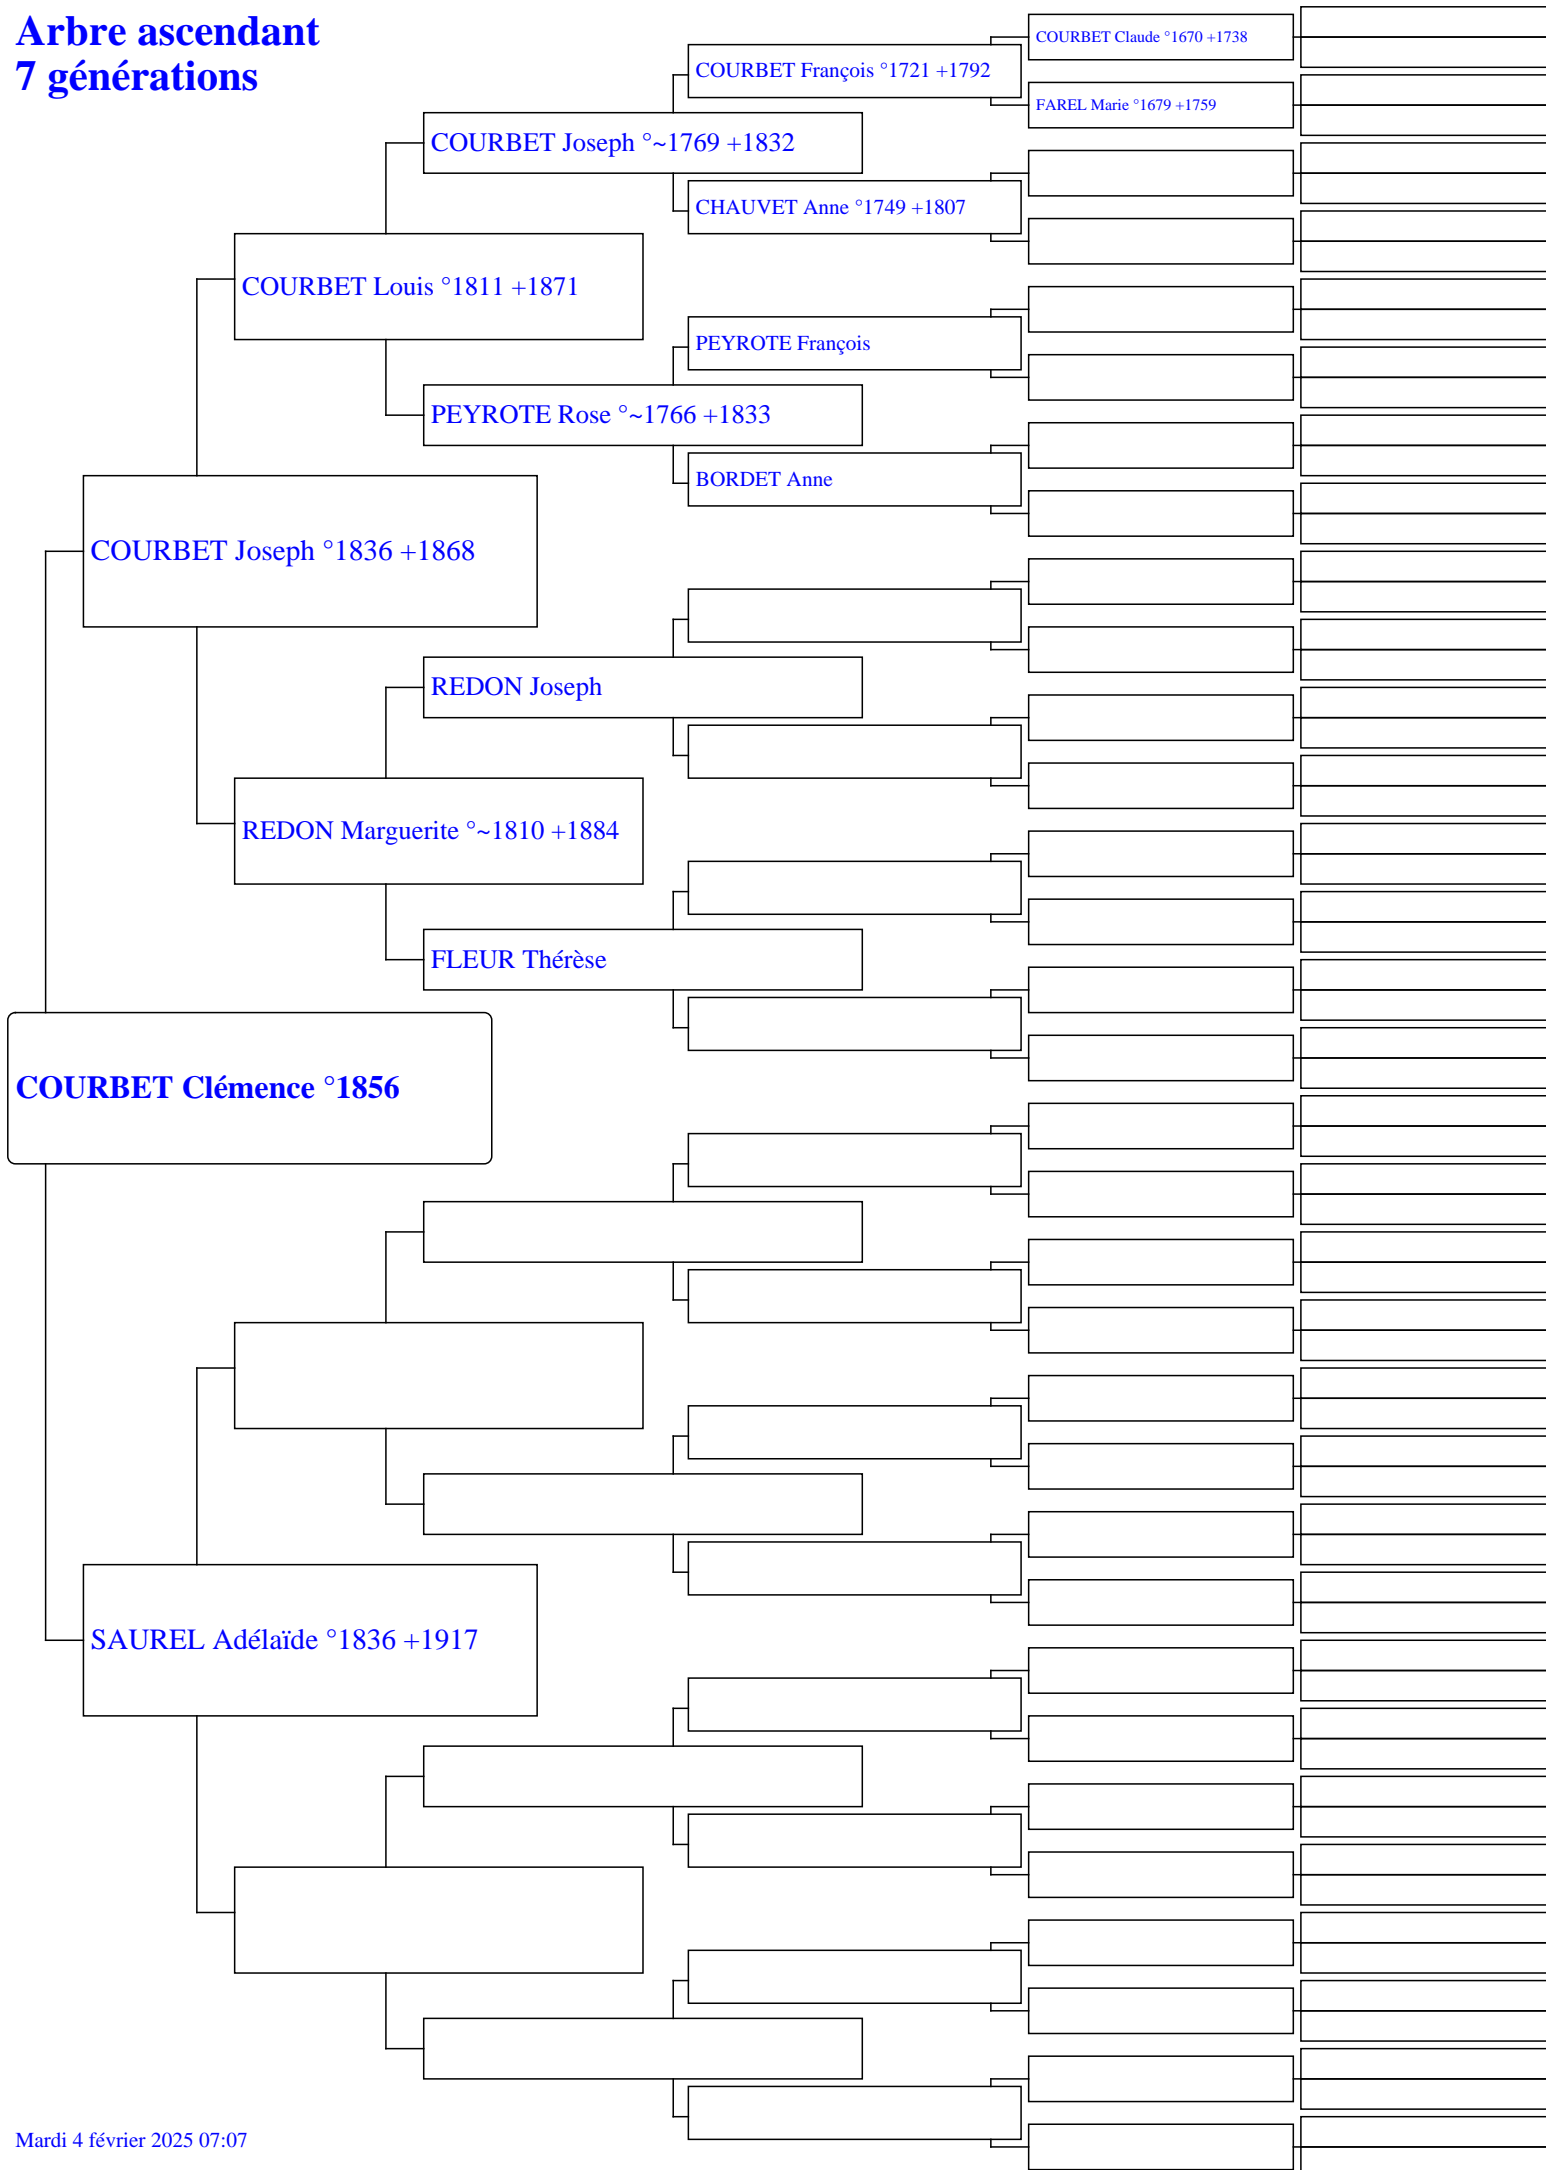 Arbre ascendant
7 générations
COURBET Claude °1670 +1738
COURBET François °1721 +1792
FAREL Marie °1679 +1759
COURBET Joseph °~1769 +1832
CHAUVET Anne °1749 +1807
COURBET Louis °1811 +1871
PEYROTE François
PEYROTE Rose °~1766 +1833
BORDET Anne
COURBET Joseph °1836 +1868
REDON Joseph
REDON Marguerite °~1810 +1884
FLEUR Thérèse
COURBET Clémence °1856
SAUREL Adélaïde °1836 +1917
Mardi 4 février 2025 07:07